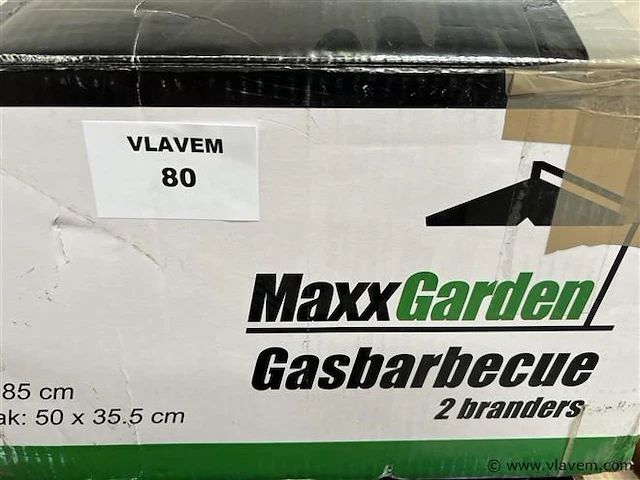 VLAVEM
80
MaxxGarden
Gasbarbecue
2 branders
85 cm
ak: 50 x 35.5 cm
© www.vlavem.com